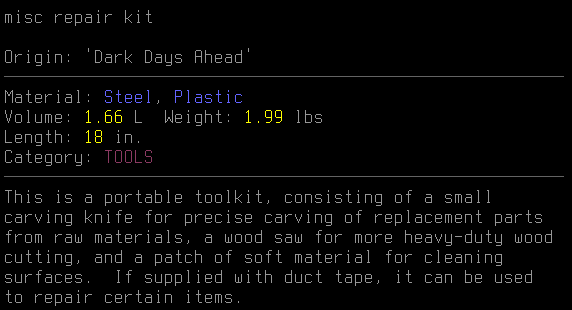 misc repair kit
Origin: 'Dark Days Ahead'
Material: Steel, Plastic
Volume: 1.66 L  Weight: 1.99 lbs
Length: 18 in.
Category: TOOLS
This is a portable toolkit, consisting of a small
carving knife for precise carving of replacement parts
from raw materials, a wood saw for more heavy-duty wood
cutting, and a patch of soft material for cleaning
surfaces.  If supplied with duct tape, it can be used
to repair certain items.